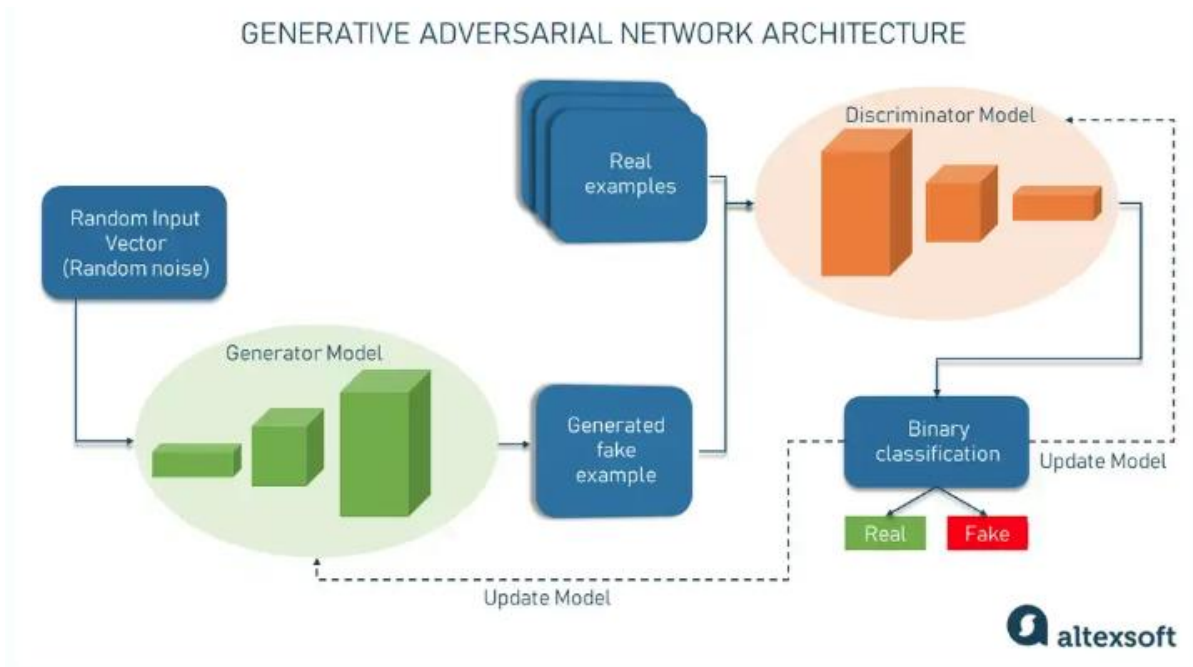 GENERATIVE ADVERSARIAL NETWORK ARCHITECTURE
Real
examples
Discriminator Model
Random Input
Vector
(Random noise)
Generator Model
Generated
fake
example
Binary
classification
Update Model
Real
Fake
Update Model
altexsoft